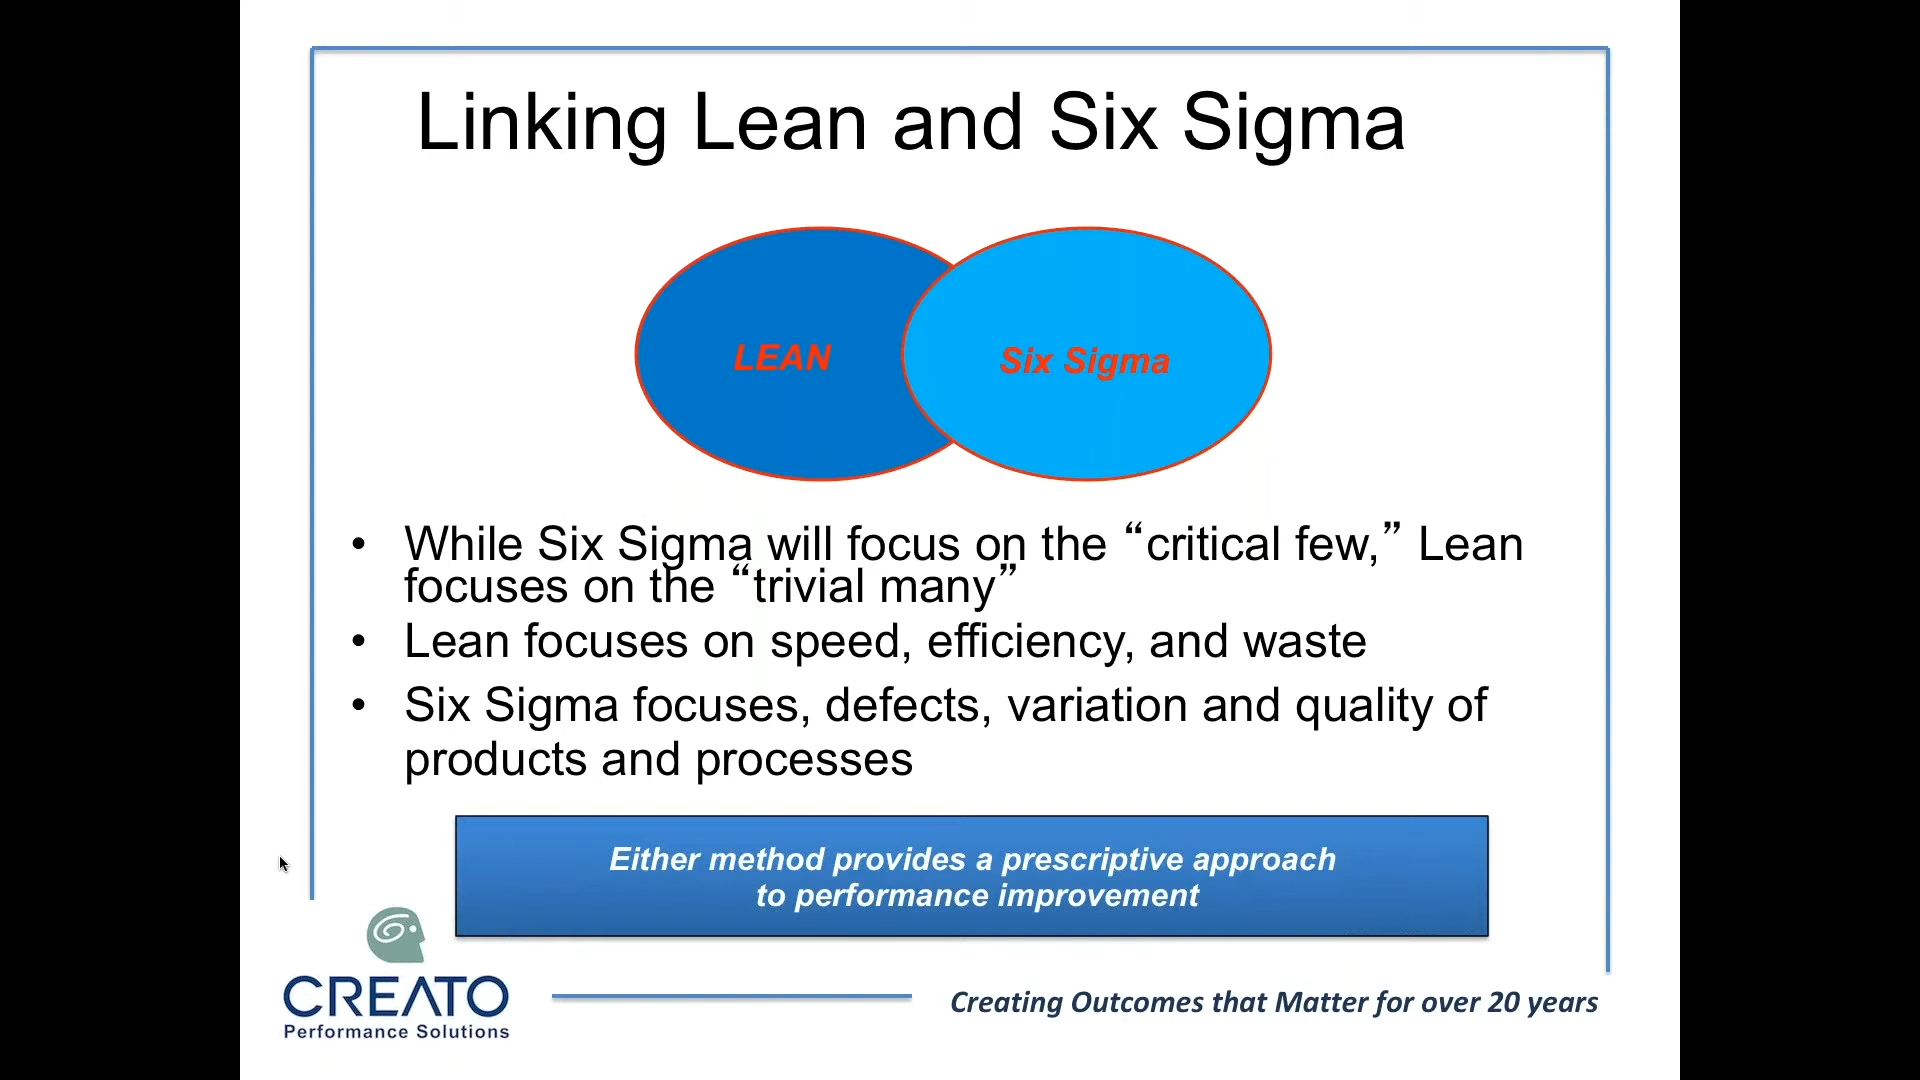 Linking Lean and Six Sigma
LEAN
Six Sigma
• While Six Sigma will focus on the “critical few,” Lean
focuses on the “trivial many”
• Lean focuses on speed, efficiency, and waste
• Six Sigma focuses, defects, variation and quality of
products and processes
Either method provides a prescriptive approach
to performance improvement
CREATO
Performance Solutions
Creating Outcomes that Matter for over 20 years